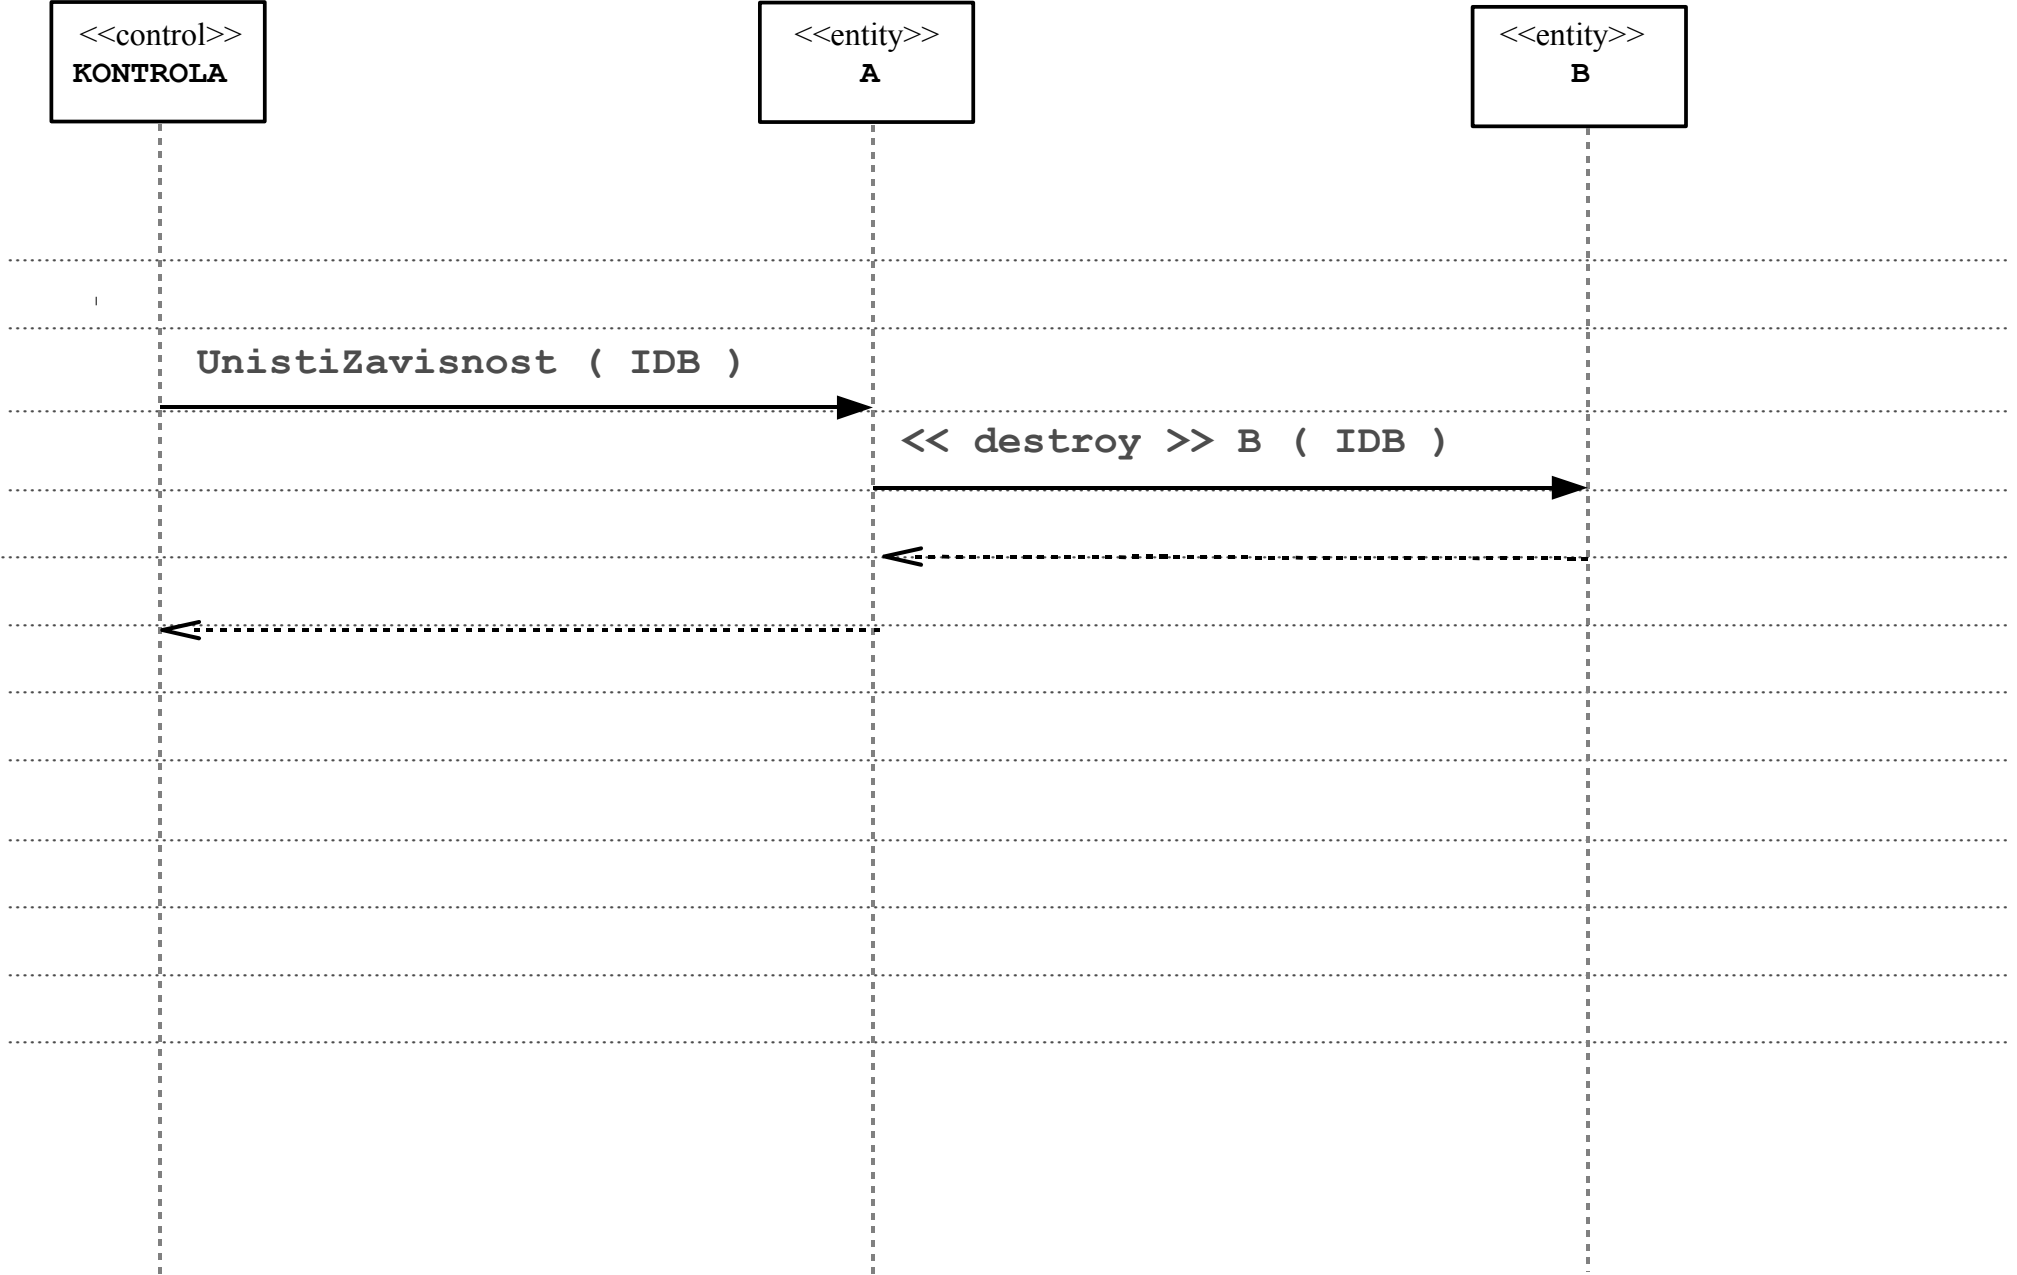 <<control>>
KONTROLA
<<entity>>
A
<<entity>>
B
UnistiZavisnost ( IDB )
<< destroy >> B ( IDB )